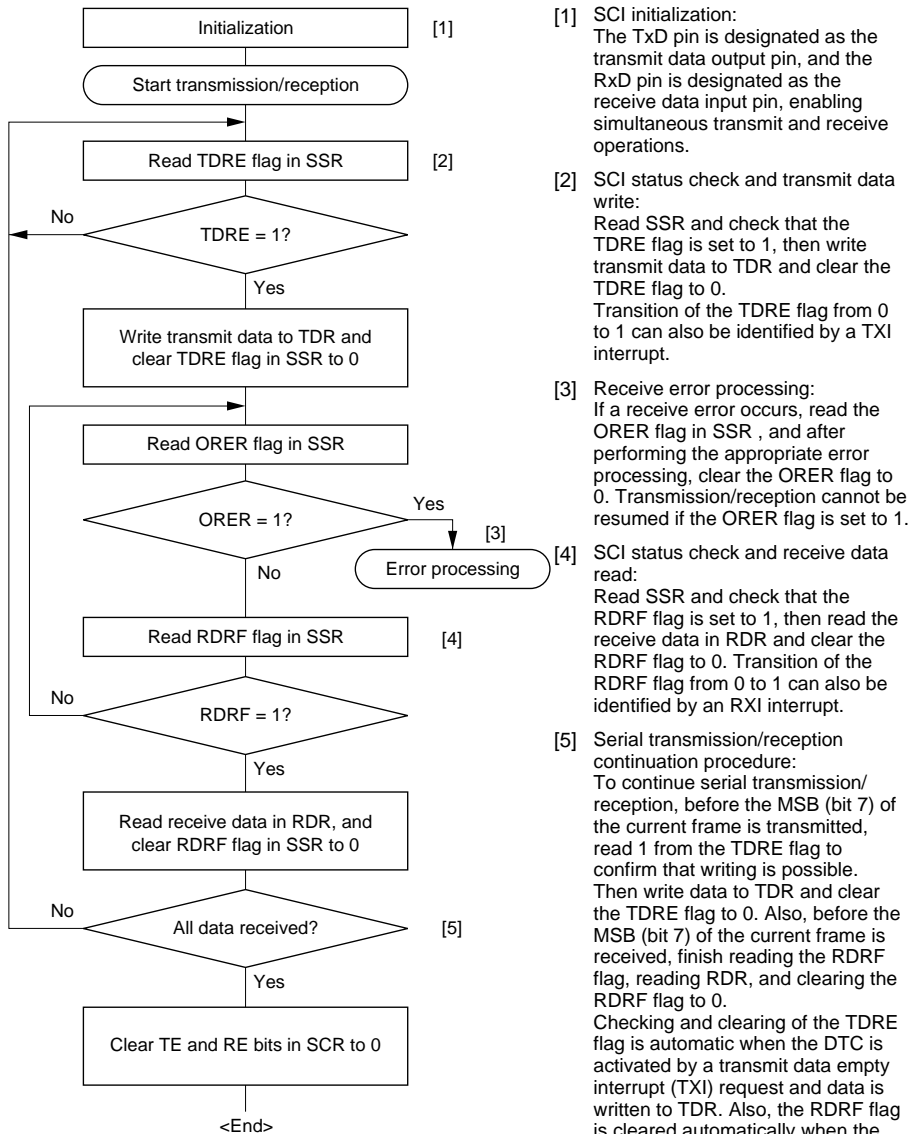 Initialization
[1]
Start transmission/reception
Read TDRE flag in SSR
[2]
No
TDRE = 1?
Yes
Write transmit data to TDR and
clear TDRE flag in SSR to 0
Read ORER flag in SSR
ORER = 1?
Yes
[3]
Error processing
No
Read RDRF flag in SSR
[4]
No
RDRF = 1?
Yes
Read receive data in RDR, and
clear RDRF flag in SSR to 0
No
All data received?
[5]
Yes
Clear TE and RE bits in SCR to 0
<End>
[1] SCI initialization:
The TxD pin is designated as the
transmit data output pin, and the
RxD pin is designated as the
receive data input pin, enabling
simultaneous transmit and receive
operations.
[2] SCI status check and transmit data
write:
Read SSR and check that the
TDRE flag is set to 1, then write
transmit data to TDR and clear the
TDRE flag to 0.
Transition of the TDRE flag from 0
to 1 can also be identified by a TXI
interrupt.
[3] Receive error processing:
If a receive error occurs, read the
ORER flag in SSR , and after
performing the appropriate error
processing, clear the ORER flag to
0. Transmission/reception cannot be
resumed if the ORER flag is set to 1.
[4] SCI status check and receive data
read:
Read SSR and check that the
RDRF flag is set to 1, then read the
receive data in RDR and clear the
RDRF flag to 0. Transition of the
RDRF flag from 0 to 1 can also be
identified by an RXI interrupt.
[5] Serial transmission/reception
continuation procedure:
To continue serial transmission/
reception, before the MSB (bit 7) of
the current frame is transmitted,
read 1 from the TDRE flag to
confirm that writing is possible.
Then write data to TDR and clear
the TDRE flag to 0. Also, before the
MSB (bit 7) of the current frame is
received, finish reading the RDRF
flag, reading RDR, and clearing the
RDRF flag to 0.
Checking and clearing of the TDRE
flag is automatic when the DTC is
activated by a transmit data empty
interrupt (TXI) request and data is
written to TDR. Also, the RDRF flag
is cleared automatically when the